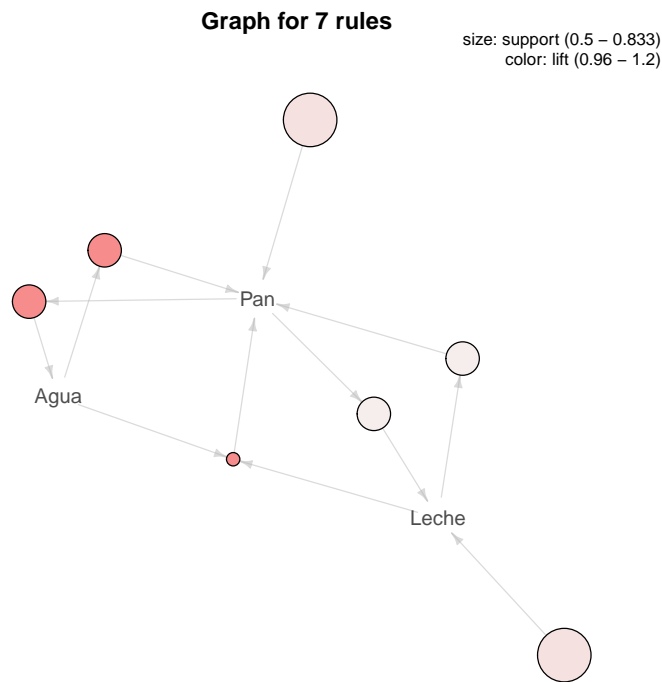 Graph for 7 rules
size: support (0.5 − 0.833)
color: lift (0.96 − 1.2)
Pan
Agua
Leche